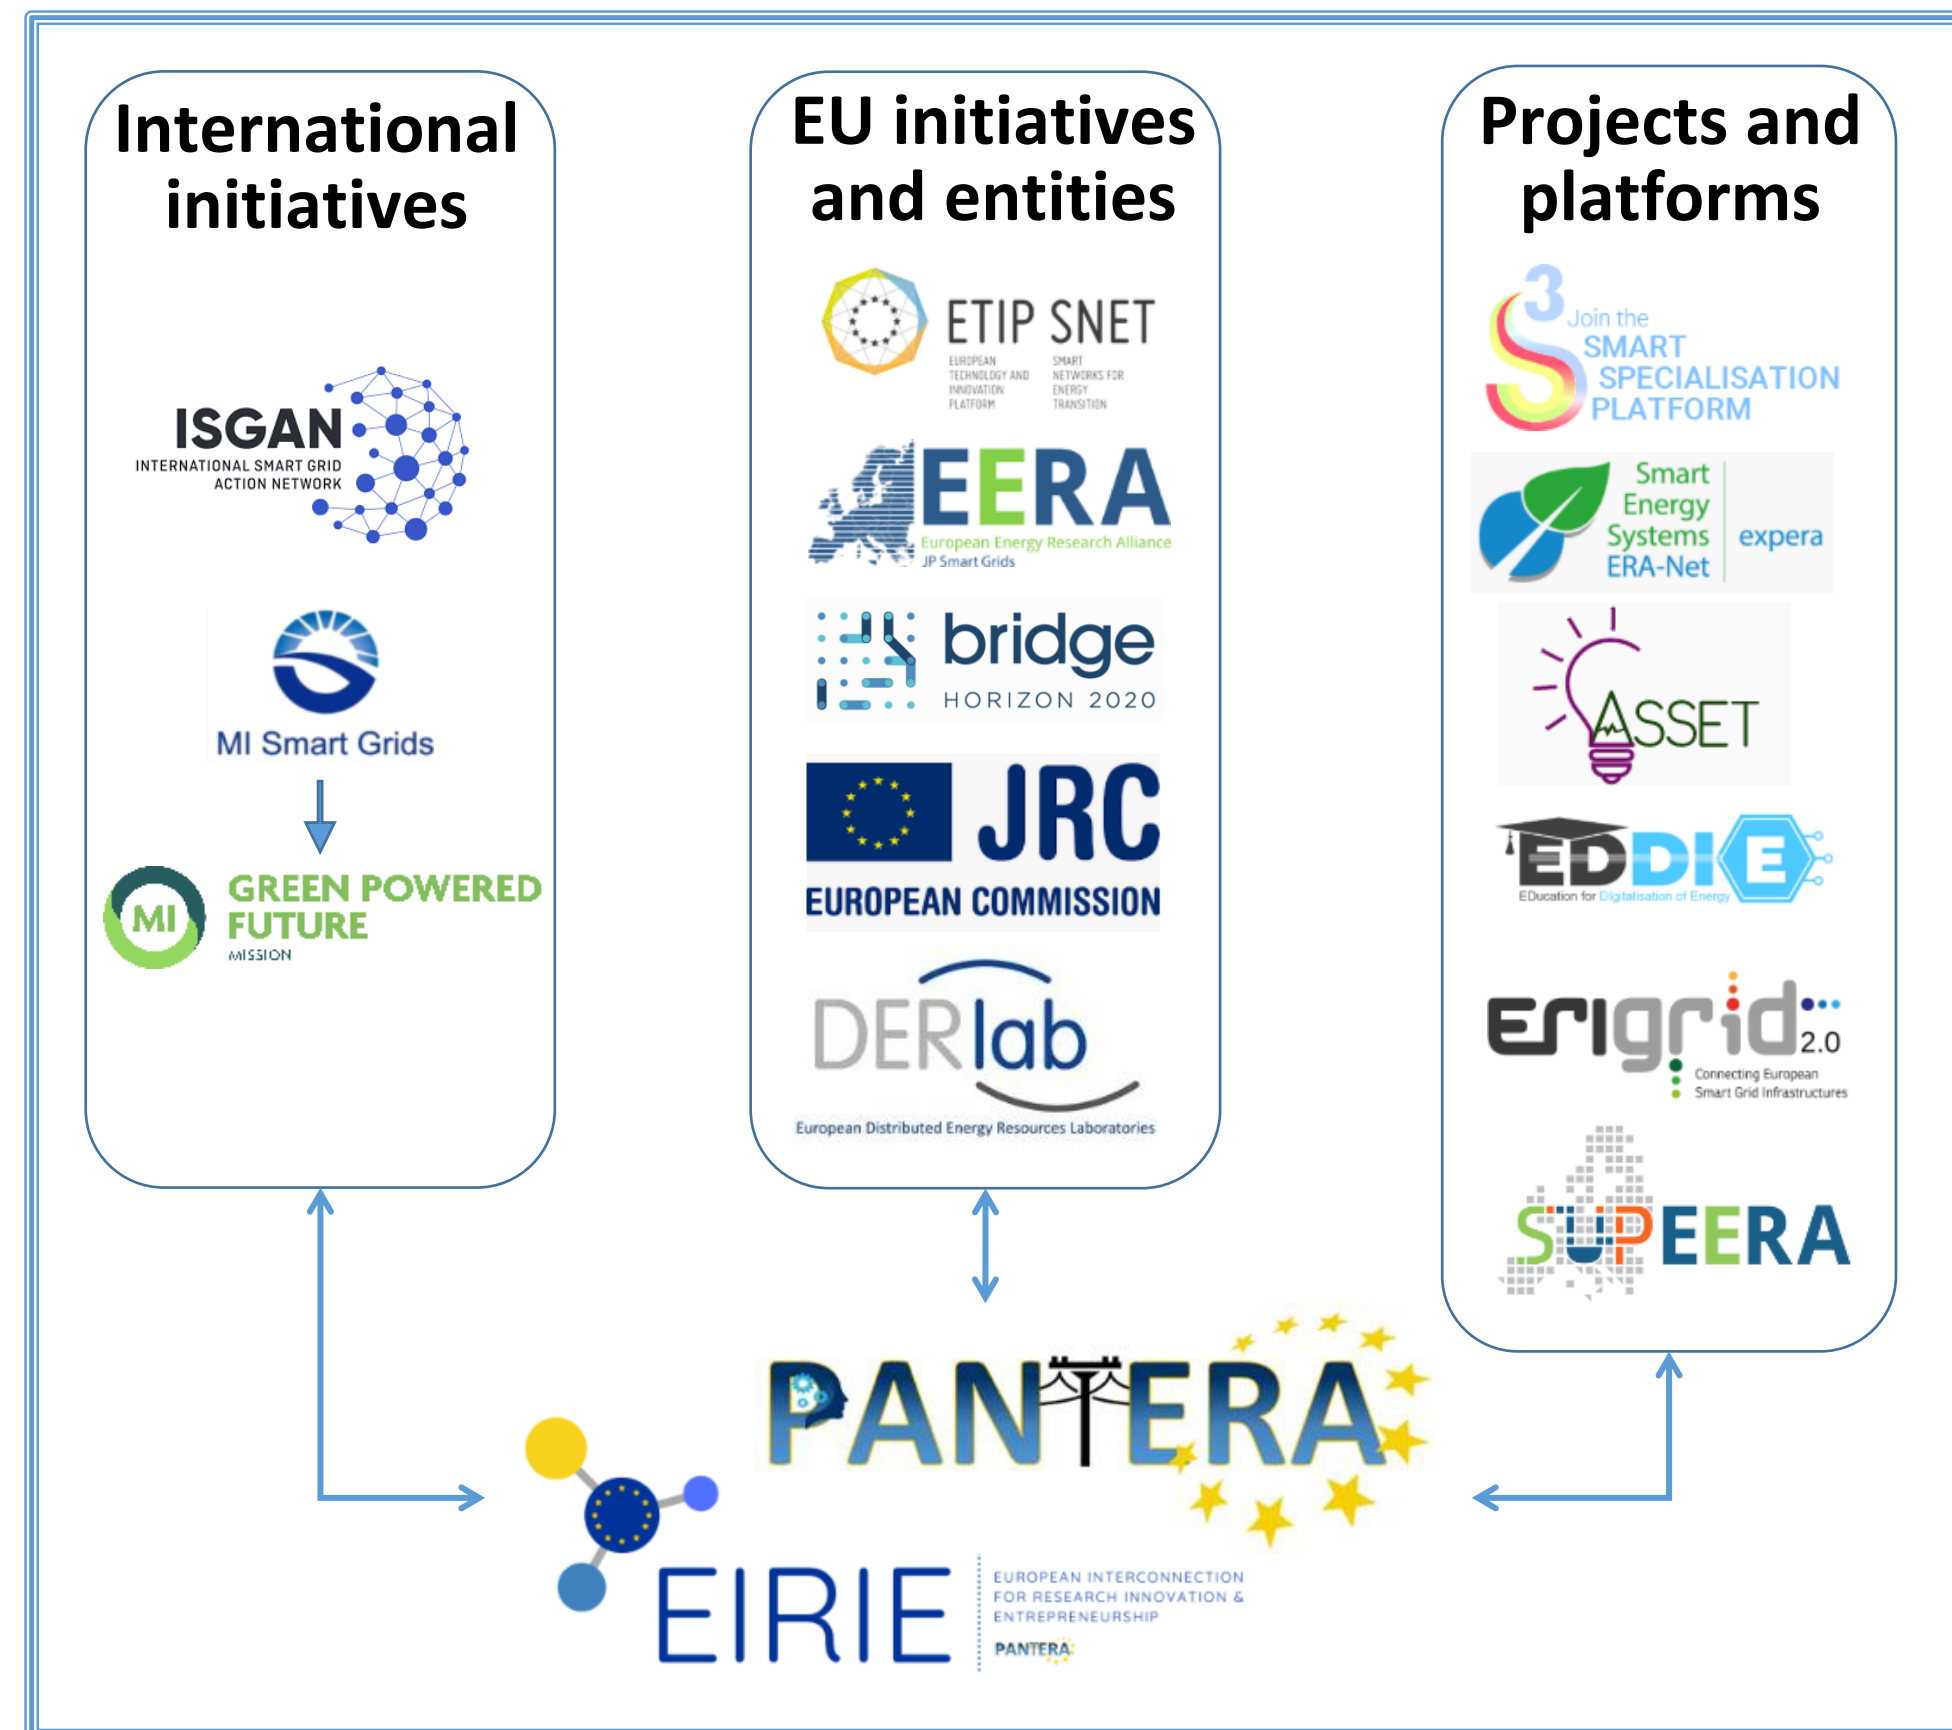 International
initiatives
ISGAN
INTERNATIONAL SMART GRID
ACTION NETWORK
MI Smart Grids
MI
GREEN POWERED
FUTURE
MISSION
EU initiatives
and entities
ETIP SNET
EUROPEAN
TECHNOLOGY AND
INNOVATION
PLATFORM
SMART
NETWORKS FOR
ENERGY
TRANSITION
EERA
European Energy Research Alliance
JP Smart Grids
bridge
HORIZON 2020
JRC
EUROPEAN COMMISSION
DERlab
European Distributed Energy Resources Laboratories
Projects and
platforms
S3
Join the
SMART
SPECIALISATION
PLATFORM
Smart
Energy
Systems
ERA-Net
expera
ASSET
EDDIE
EDucation for Digitalisation of Energy
Erigrid
2.0
Connecting European
Smart Grid Infrastructures
SUPEERA
PANTERA
EIRIE
EUROPEAN INTERCONNECTION
FOR RESEARCH INNOVATION &
ENTREPRENEURSHIP
PANTERA